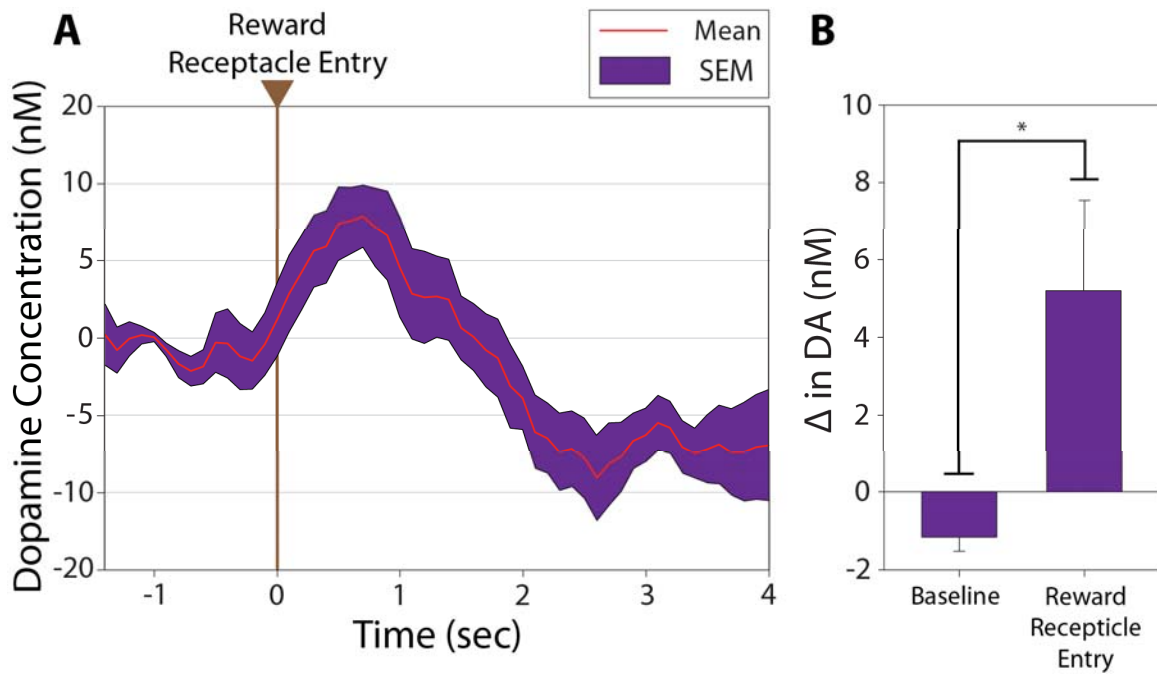 A
Reward
Receptacle Entry
Mean
SEM
Dopamine Concentration (nM)
20
10
5
0
-5
-10
-20
-1
0
1
2
3
4
Time (sec)
B
*
Δ in DA (nM)
10
8
6
4
2
0
-2
Baseline
Reward
Recepticle
Entry